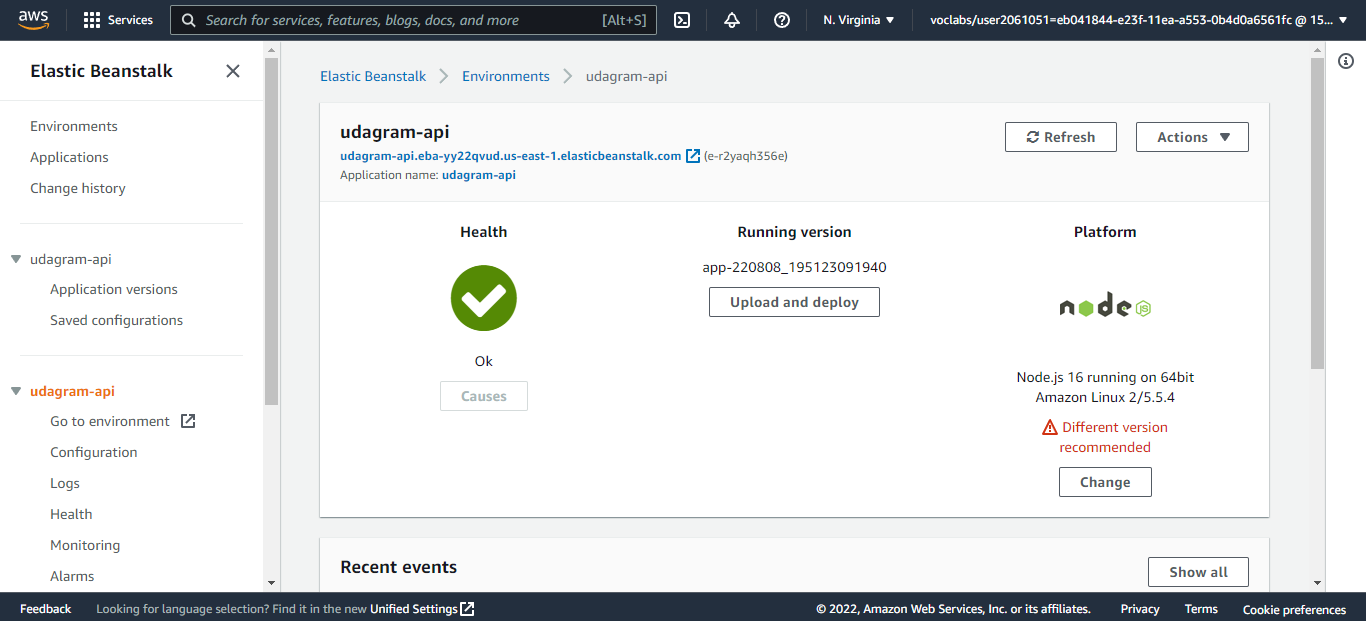 aws
Services
Search for services, features, blogs, docs, and more
[Alt+S]
N. Virginia
voclabs/user2061051=eb041844-e23f-11ea-a553-0b4d0a6561fc @ 15...
Elastic Beanstalk
Environments
Applications
Change history
udagram-api
Application versions
Saved configurations
udagram-api
Go to environment
Configuration
Logs
Health
Monitoring
Alarms
Elastic Beanstalk
Environments
udagram-api
udagram-api
udagram-api.eba-yy22qvud.us-east-1.elasticbeanstalk.com (e-r2yaqh356e)
Application name: udagram-api
Refresh
Actions
Health
Ok
Causes
Running version
app-220808_195123091940
Upload and deploy
Platform
node JS
Node.js 16 running on 64bit
Amazon Linux 2/5.5.4
Different version
recommended
Change
Recent events
Show all
Feedback
Looking for language selection? Find it in the new Unified Settings
© 2022, Amazon Web Services, Inc. or its affiliates.
Privacy
Terms
Cookie preferences